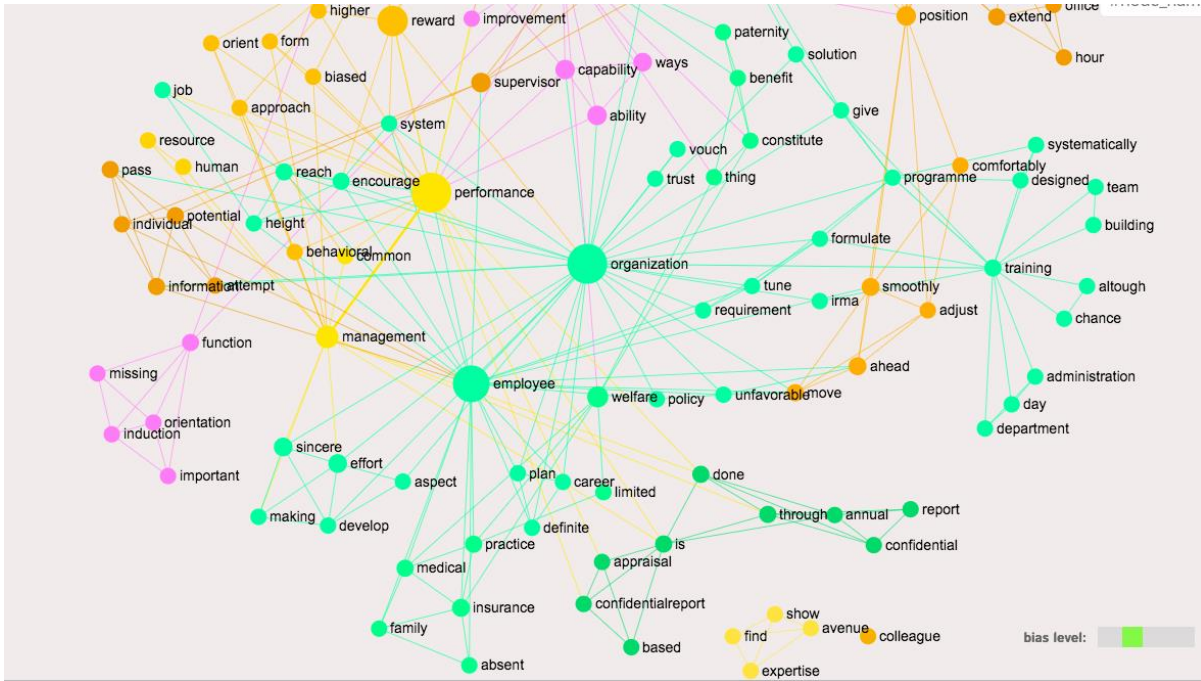 higher
improvement
position
extend
office
orient
form
paternity
solution
reward
hour
biased
supervisor
capability
ways
benefit
job
approach
ability
give
resource
system
constitute
systematically
pass
human
reach
encourage
performance
vouch
trust
thing
programme
comfortably
designed
team
individual
potential
height
building
behavioral
common
organization
formulate
training
information
attempt
tune
smoothly
altough
requirement
irma
adjust
chance
function
management
missing
employee
welfare
policy
unfavorable
move
ahead
administration
day
department
orientation
induction
important
sincere
effort
aspect
plan
career
limited
done
making
develop
definite
through
annual
report
confidential
practice
is
medical
appraisal
insurance
confidentialreport
family
absent
based
show
find
avenue
expertise
colleague
bias level: